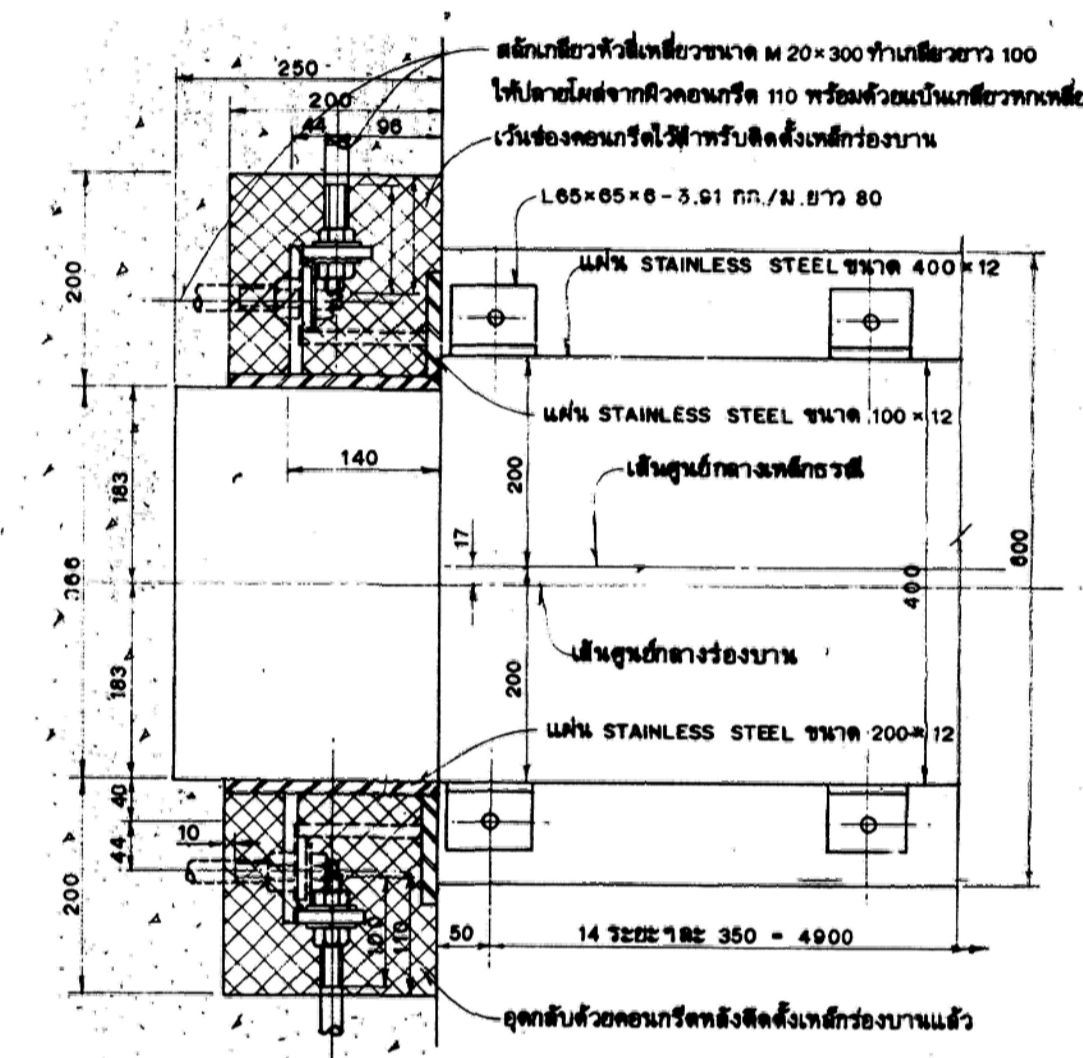 สลักเกลียวหัวสี่เหลี่ยวขนาด M 20×300 ทำเกลียวยาว 100
ให้ปลายโผล่จากผิวคอนกรีต 110 พร้อมด้วยแป้นเกลียวหกเหลี่ย
เว้นช่องคอนกรีตไว้สำหรับติดตั้งเหล็กร่องบาน
L65×65×6-5.91 กก./ม.ยาว 80
แผ่น STAINLESS STEEL ขนาด 400×12
250
200
44
96
200
แผ่น STAINLESS STEEL ขนาด 100×12
140
200
เส้นศูนย์กลางเหล็กธรณี
183
17
600
366
400
เส้นศูนย์กลางร่องบาน
183
200
แผ่น STAINLESS STEEL ขนาด 200×12
40
10
44
200
100
110
50
14 ระยะๆละ 350 - 4900
อุดกลับด้วยคอนกรีตหลังติดตั้งเหล็กร่องบานแล้ว